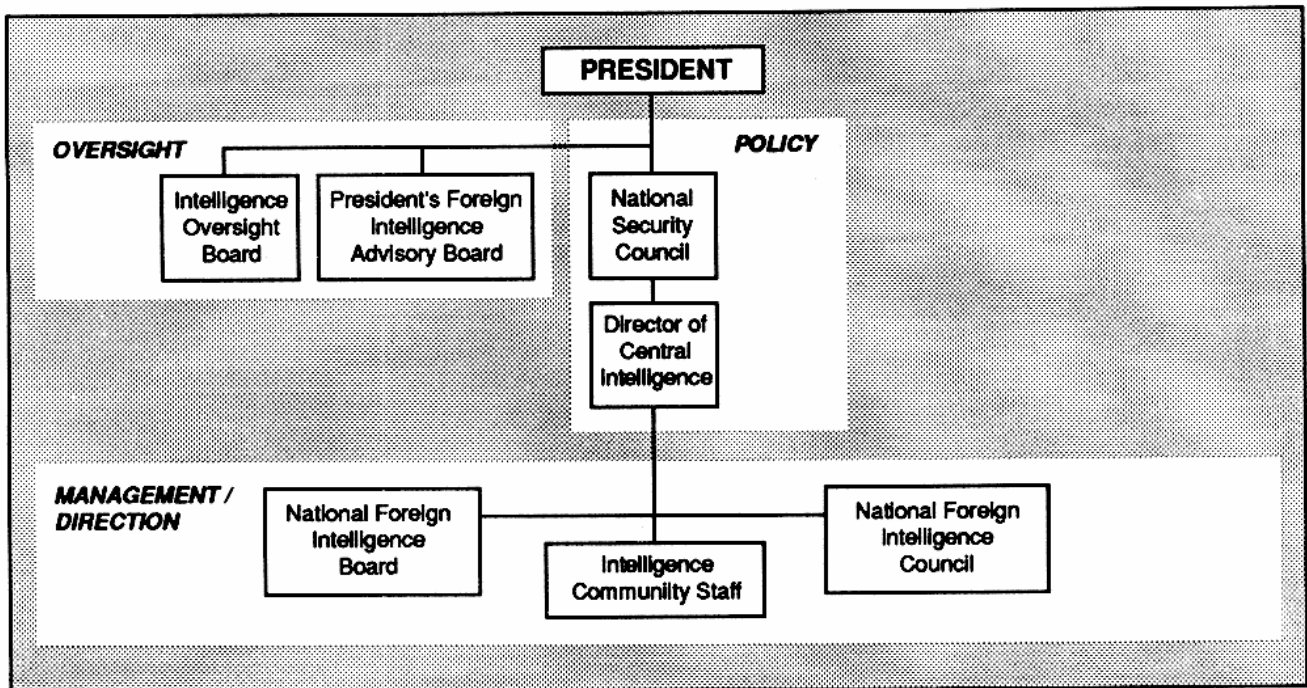 PRESIDENT
OVERSIGHT
Intelligence
Oversight
Board
President's Foreign
Intelligence
Advisory Board
POLICY
National
Security
Council
Director of
Central
Intelligence
MANAGEMENT /
DIRECTION
National Foreign
Intelligence
Board
Intelligence
Community Staff
National Foreign
Intelligence
Council